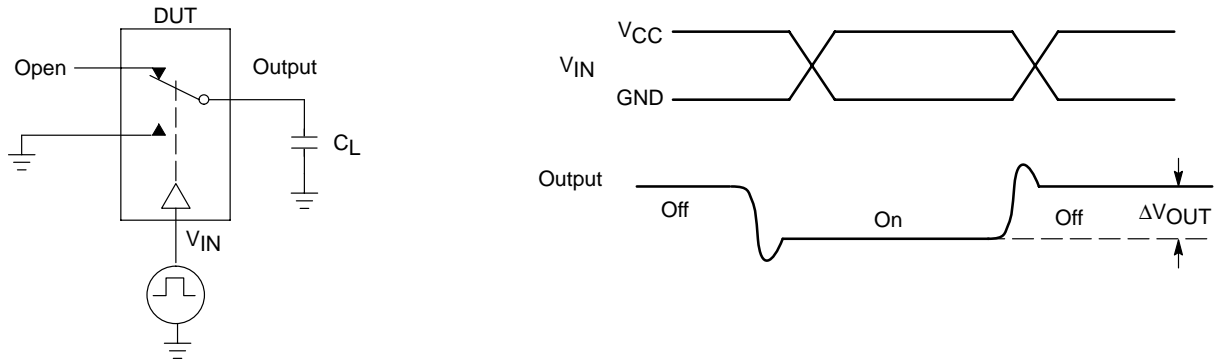 DUT
Open
Output
CL
VIN
VCC
VIN
GND
Output
Off
On
Off
ΔVOUT